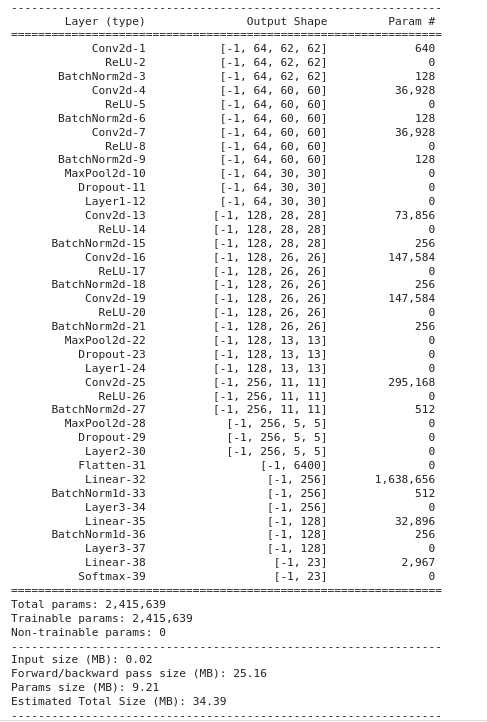 ----------------------------------------------------------------
        Layer (type)               Output Shape         Param #
================================================================
            Conv2d-1           [-1, 64, 62, 62]             640
              ReLU-2           [-1, 64, 62, 62]               0
       BatchNorm2d-3           [-1, 64, 62, 62]             128
            Conv2d-4           [-1, 64, 60, 60]          36,928
              ReLU-5           [-1, 64, 60, 60]               0
       BatchNorm2d-6           [-1, 64, 60, 60]             128
            Conv2d-7           [-1, 64, 60, 60]          36,928
              ReLU-8           [-1, 64, 60, 60]               0
       BatchNorm2d-9           [-1, 64, 60, 60]             128
        MaxPool2d-10           [-1, 64, 30, 30]               0
          Dropout-11           [-1, 64, 30, 30]               0
           Layer1-12           [-1, 64, 30, 30]               0
           Conv2d-13          [-1, 128, 28, 28]          73,856
             ReLU-14          [-1, 128, 28, 28]               0
      BatchNorm2d-15          [-1, 128, 28, 28]             256
           Conv2d-16          [-1, 128, 26, 26]         147,584
             ReLU-17          [-1, 128, 26, 26]               0
      BatchNorm2d-18          [-1, 128, 26, 26]             256
           Conv2d-19          [-1, 128, 26, 26]         147,584
             ReLU-20          [-1, 128, 26, 26]               0
      BatchNorm2d-21          [-1, 128, 26, 26]             256
        MaxPool2d-22          [-1, 128, 13, 13]               0
          Dropout-23          [-1, 128, 13, 13]               0
           Layer1-24          [-1, 128, 13, 13]               0
           Conv2d-25          [-1, 256, 11, 11]         295,168
             ReLU-26          [-1, 256, 11, 11]               0
      BatchNorm2d-27          [-1, 256, 11, 11]             512
        MaxPool2d-28            [-1, 256, 5, 5]               0
          Dropout-29            [-1, 256, 5, 5]               0
           Layer2-30            [-1, 256, 5, 5]               0
          Flatten-31                 [-1, 6400]               0
           Linear-32                  [-1, 256]       1,638,656
      BatchNorm1d-33                  [-1, 256]             512
           Layer3-34                  [-1, 256]               0
           Linear-35                  [-1, 128]          32,896
      BatchNorm1d-36                  [-1, 128]             256
           Layer3-37                  [-1, 128]               0
           Linear-38                   [-1, 23]           2,967
          Softmax-39                   [-1, 23]               0
================================================================
Total params: 2,415,639
Trainable params: 2,415,639
Non-trainable params: 0
----------------------------------------------------------------
Input size (MB): 0.02
Forward/backward pass size (MB): 25.16
Params size (MB): 9.21
Estimated Total Size (MB): 34.39
----------------------------------------------------------------